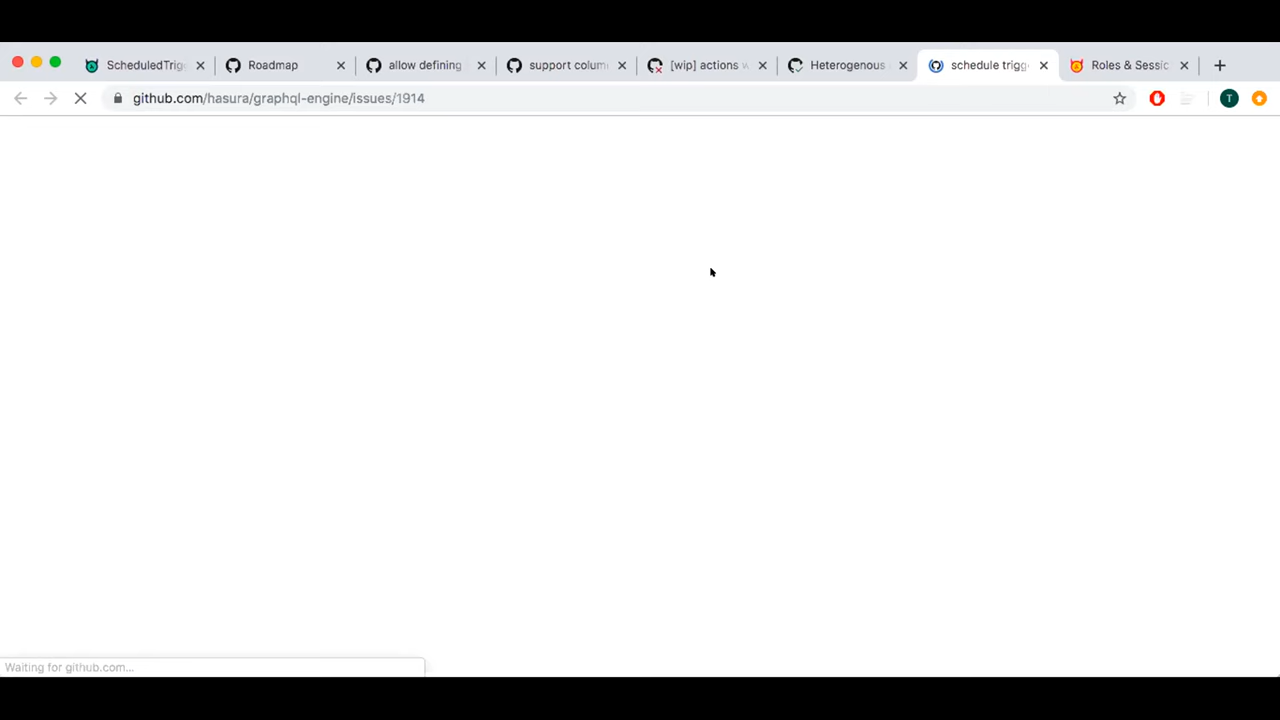 ScheduledTrigg
Roadmap
allow defining
support colum
[wip] actions w
Heterogenous
schedule trigg
Roles & Sessio
github.com/hasura/graphql-engine/issues/1914
T
Waiting for github.com...